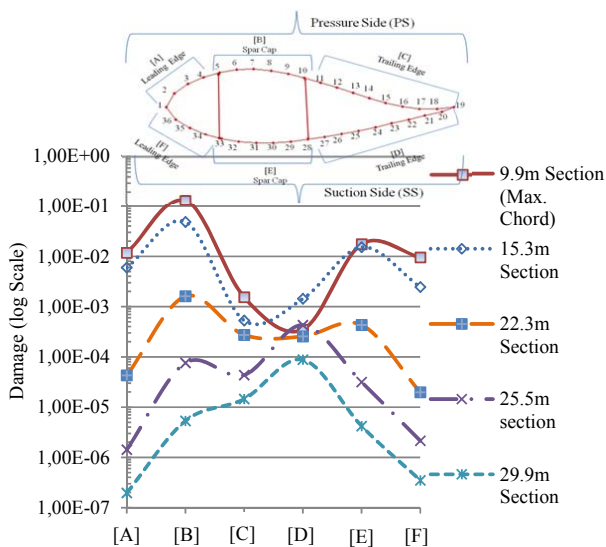 Pressure Side (PS)
[A]
Leading Edge
[B]
Spar Cap
[C]
Trailing Edge
1 2 3 4 5 6 7 8 9 10 11 12 13 14 15 16 17 18 19
36 35 34 33 32 31 30 29 28 27 26 25 24 23 22 21 20
[F]
Leading Edge
[E]
Spar Cap
[D]
Trailing Edge
Suction Side (SS)
Damage (log Scale)
1,00E+00
1,00E-01
1,00E-02
1,00E-03
1,00E-04
1,00E-05
1,00E-06
1,00E-07
[A] [B] [C] [D] [E] [F]
9.9m Section
(Max.
Chord)
15.3m
Section
22.3m
Section
25.5m
section
29.9m
Section